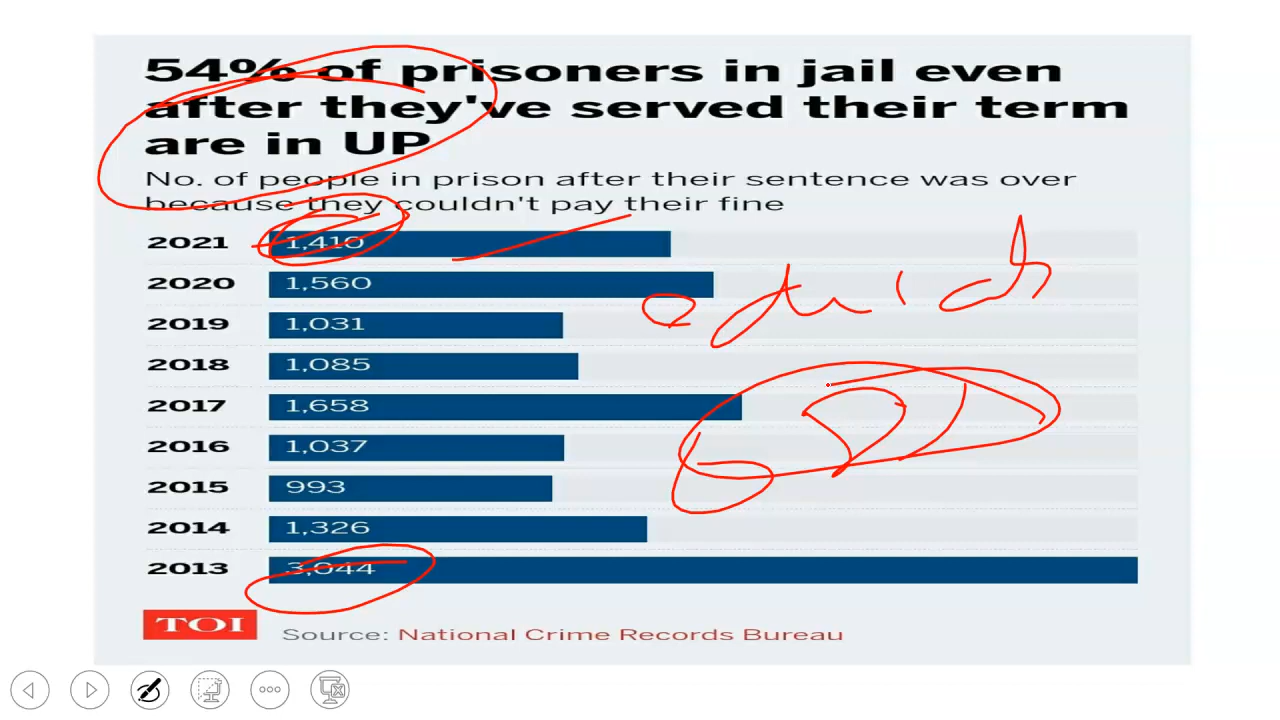 54% of prisoners in jail even
after they've served their term
are in UP
No. of people in prison after their sentence was over
because they couldn't pay their fine
2021 1,410
2020 1,560
2019 1,031
2018 1,085
2017 1,658
2016 1,037
2015 993
2014 1,326
2013 3,044
TOI Source: National Crime Records Bureau